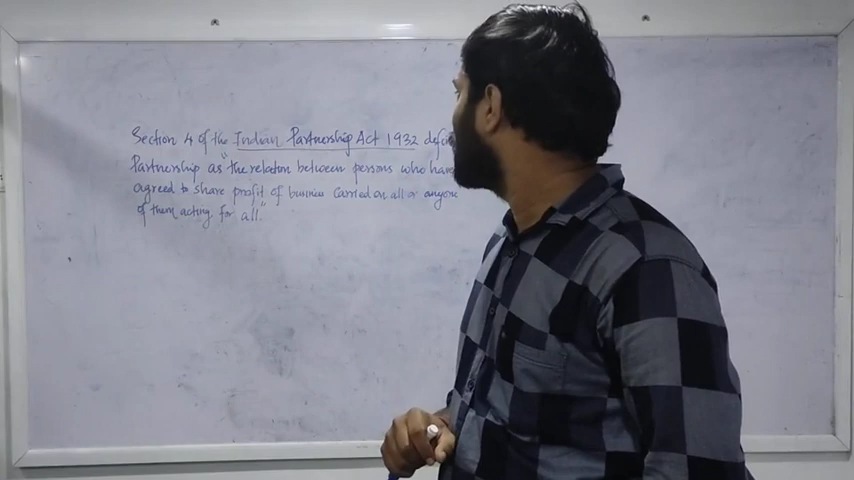 Section 4 of the Indian Partnership Act 1932 defin
Partnership as "the relation between persons who have
agreed to share profit of business carried on all or anyone
of them acting for all."